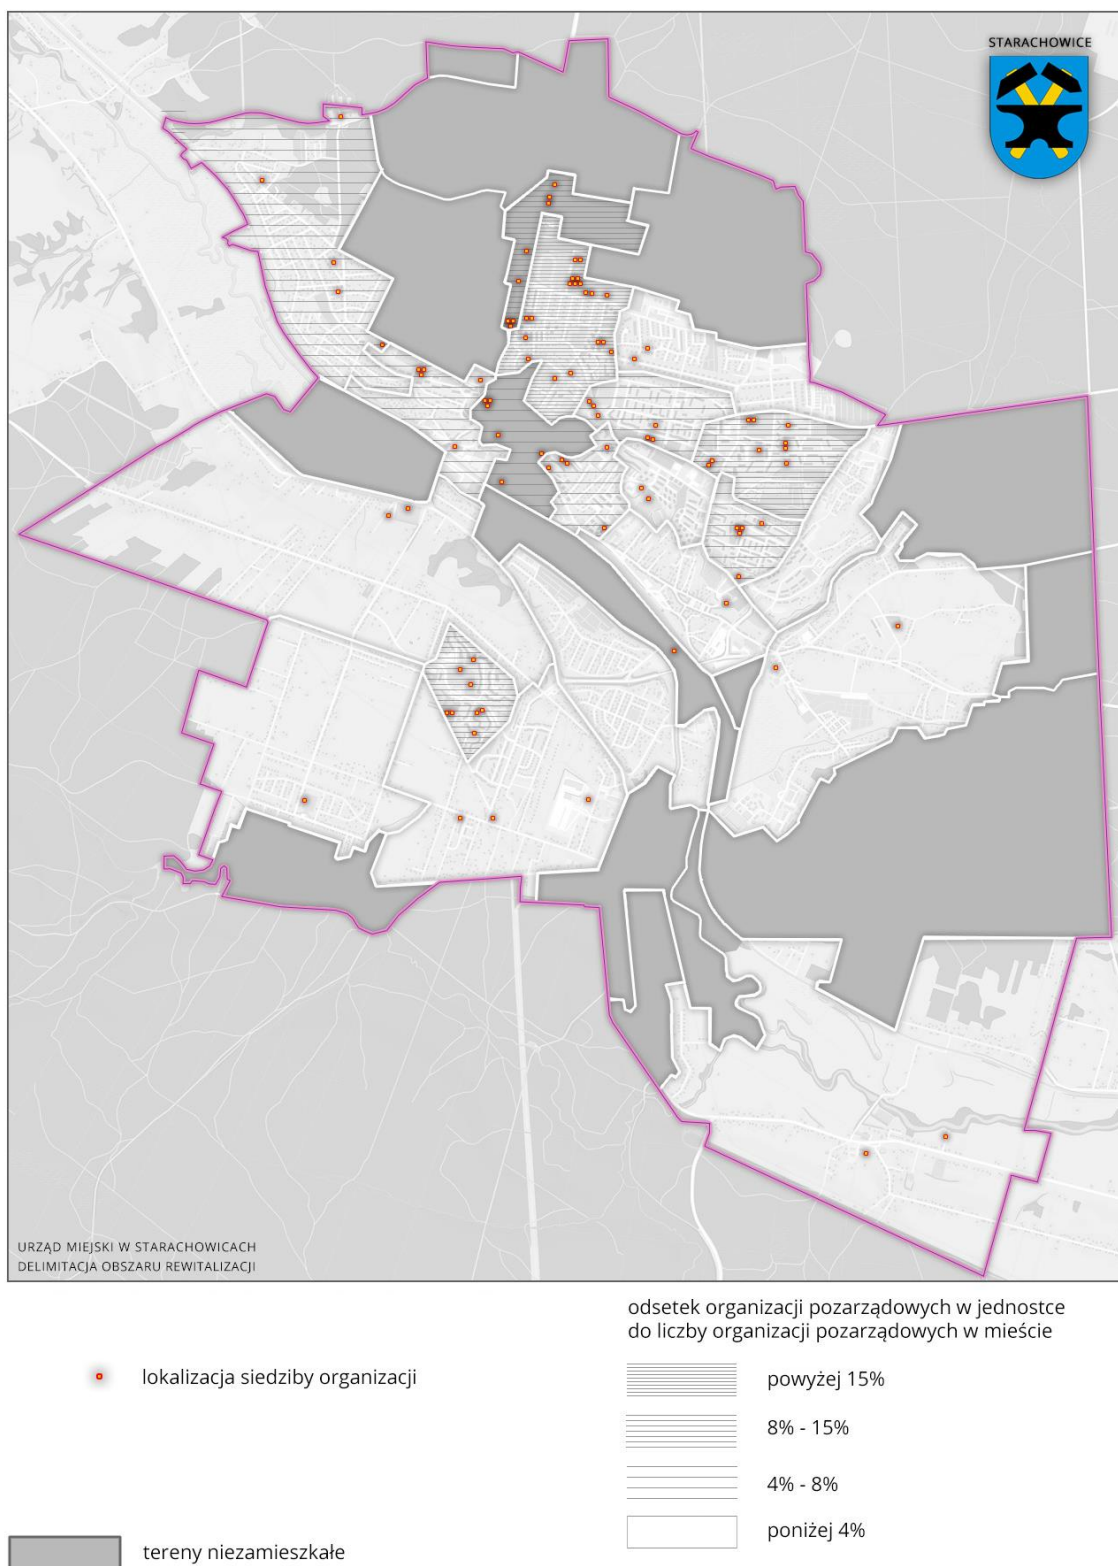 STARACHOWICE
URZĄD MIEJSKI W STARACHOWICACH
DELIMITACJA OBSZARU REWITALIZACJI
lokalizacja siedziby organizacji
tereny niezamieszkałe
odsetek organizacji pozarządowych w jednostce
do liczby organizacji pozarządowych w mieście
powyżej 15%
8% - 15%
4% - 8%
poniżej 4%